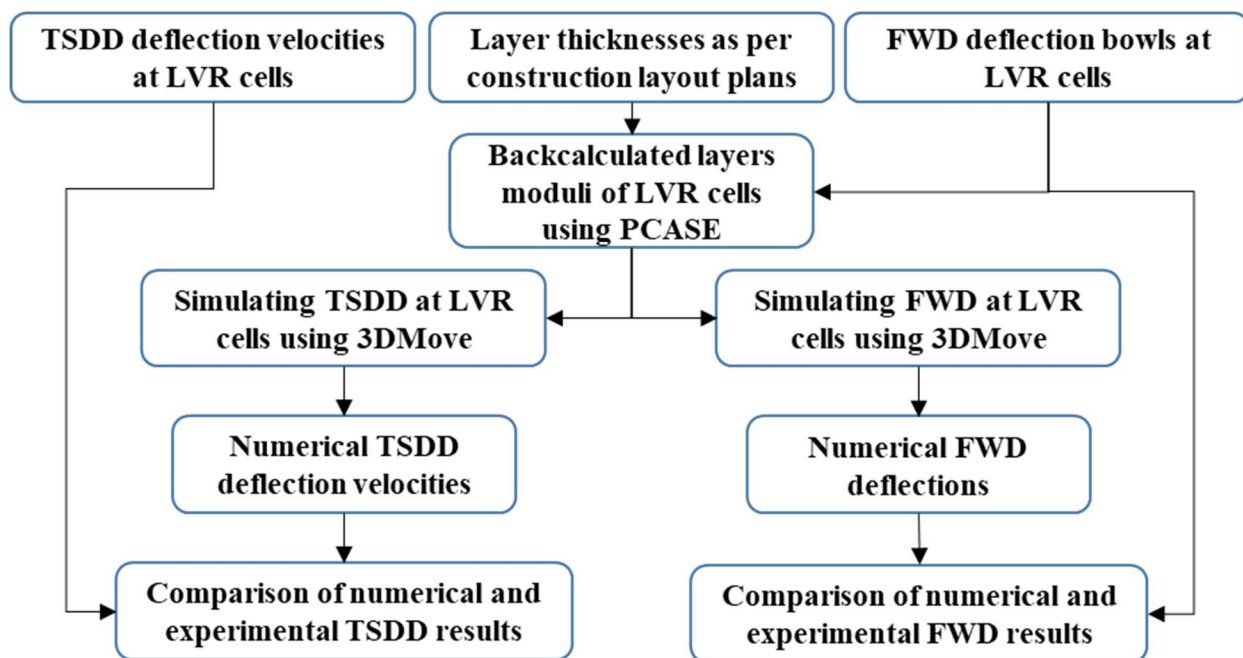 TSDD deflection velocities
at LVR cells
Layer thicknesses as per
construction layout plans
FWD deflection bowls at
LVR cells
Backcalculated layers
moduli of LVR cells
using PCASE
Simulating TSDD at LVR
cells using 3DMove
Simulating FWD at LVR
cells using 3DMove
Numerical TSDD
deflection velocities
Numerical FWD
deflections
Comparison of numerical and
experimental TSDD results
Comparison of numerical and
experimental FWD results